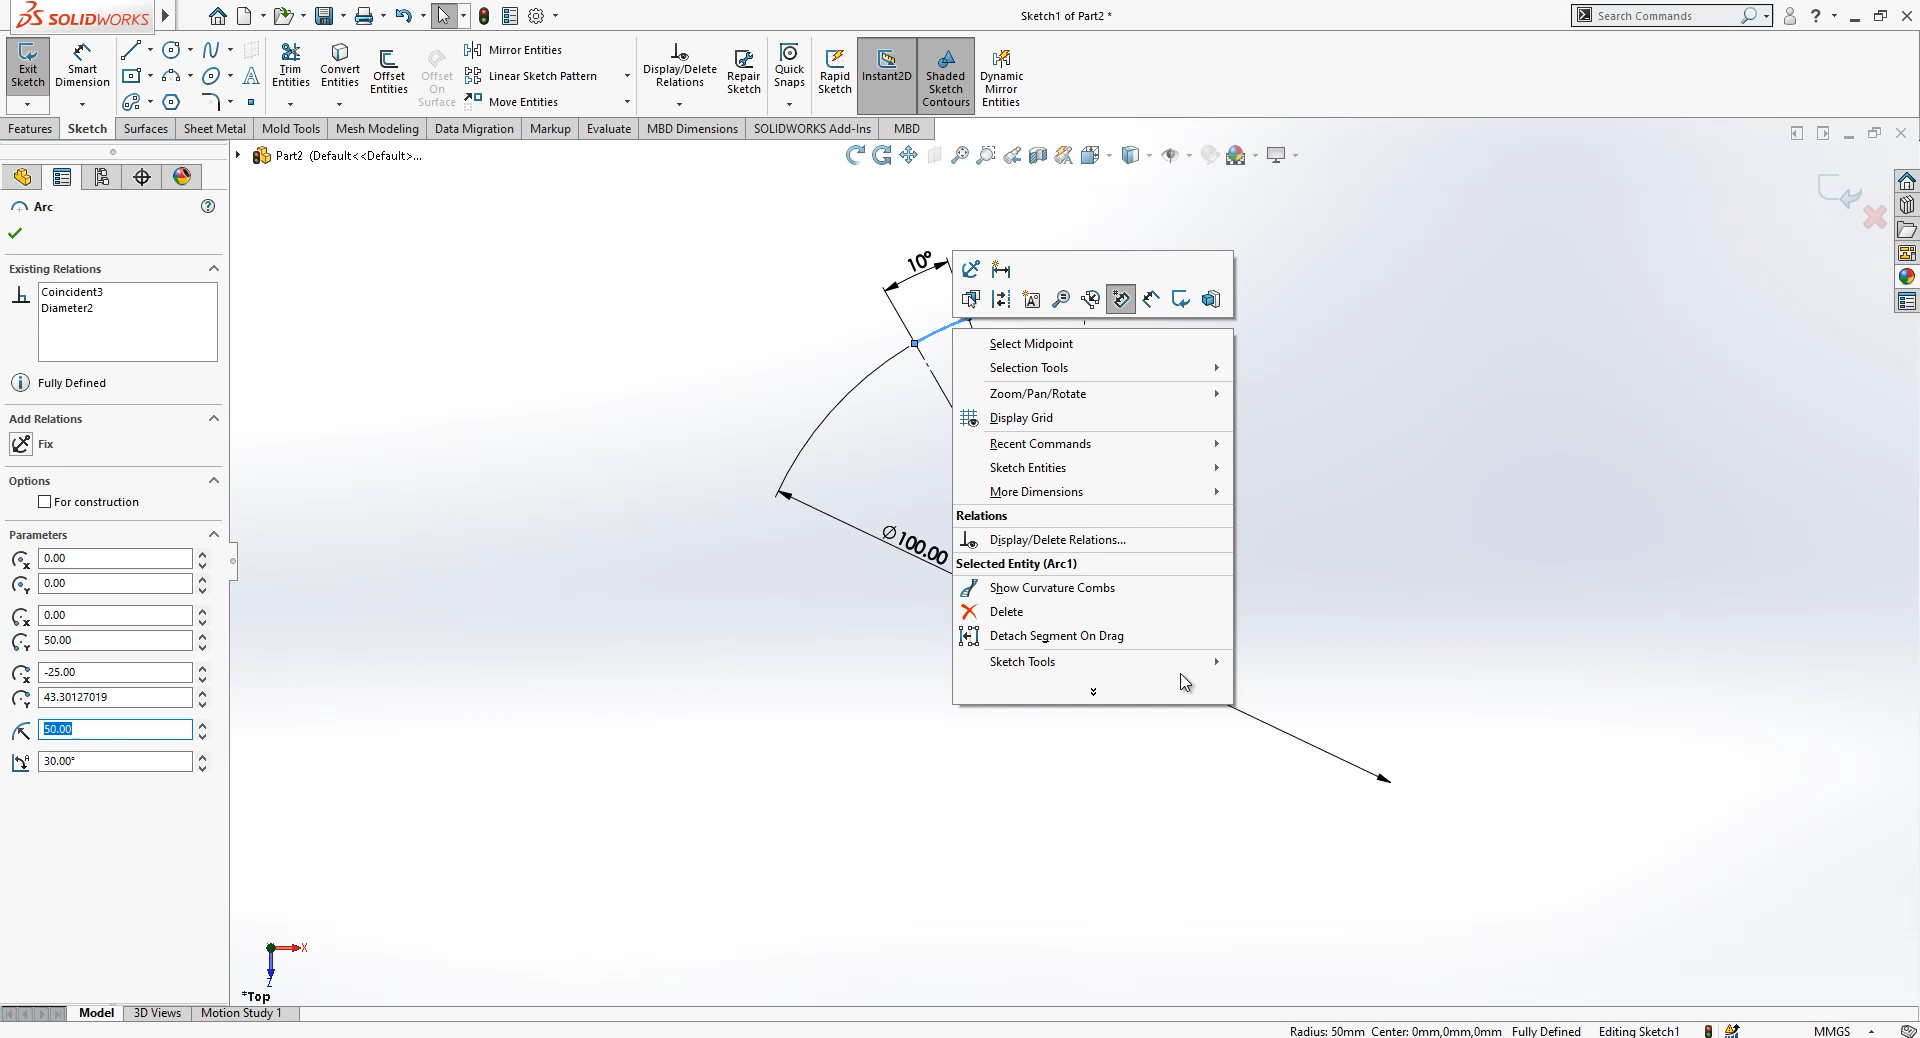 SOLIDWORKS
Sketch1 of Part2 *
Search Commands
Exit Sketch
Smart Dimension
Trim Entities
Convert Entities
Offset Entities
Offset On Surface
Mirror Entities
Linear Sketch Pattern
Move Entities
Display/Delete Relations
Repair Sketch
Quick Snaps
Rapid Sketch
Instant2D
Shaded Sketch Contours
Dynamic Mirror Entities
Features
Sketch
Surfaces
Sheet Metal
Mold Tools
Mesh Modeling
Data Migration
Markup
Evaluate
MBD Dimensions
SOLIDWORKS Add-Ins
MBD
Part2 (Default<<Default>...
Arc
Existing Relations
Coincident3
Diameter2
Fully Defined
Add Relations
Fix
Options
For construction
Parameters
0.00
0.00
0.00
50.00
-25.00
43.30127019
50.00
30.00°
10°
Ø100.00
Select Midpoint
Selection Tools
Zoom/Pan/Rotate
Display Grid
Recent Commands
Sketch Entities
More Dimensions
Relations
Display/Delete Relations...
Selected Entity (Arc1)
Show Curvature Combs
Delete
Detach Segment On Drag
Sketch Tools
X
Z
*Top
Model
3D Views
Motion Study 1
Radius: 50mm Center: 0mm,0mm,0mm
Fully Defined
Editing Sketch1
MMGS